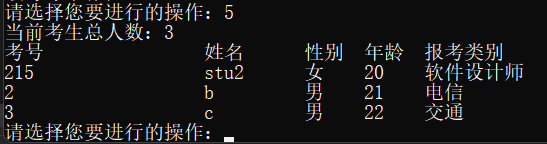 请选择您要进行的操作：5
当前考生总人数：3
考号 姓名 性别 年龄 报考类别
215 stu2 女 20 软件设计师
2 b 男 21 电信
3 c 男 22 交通
请选择您要进行的操作：